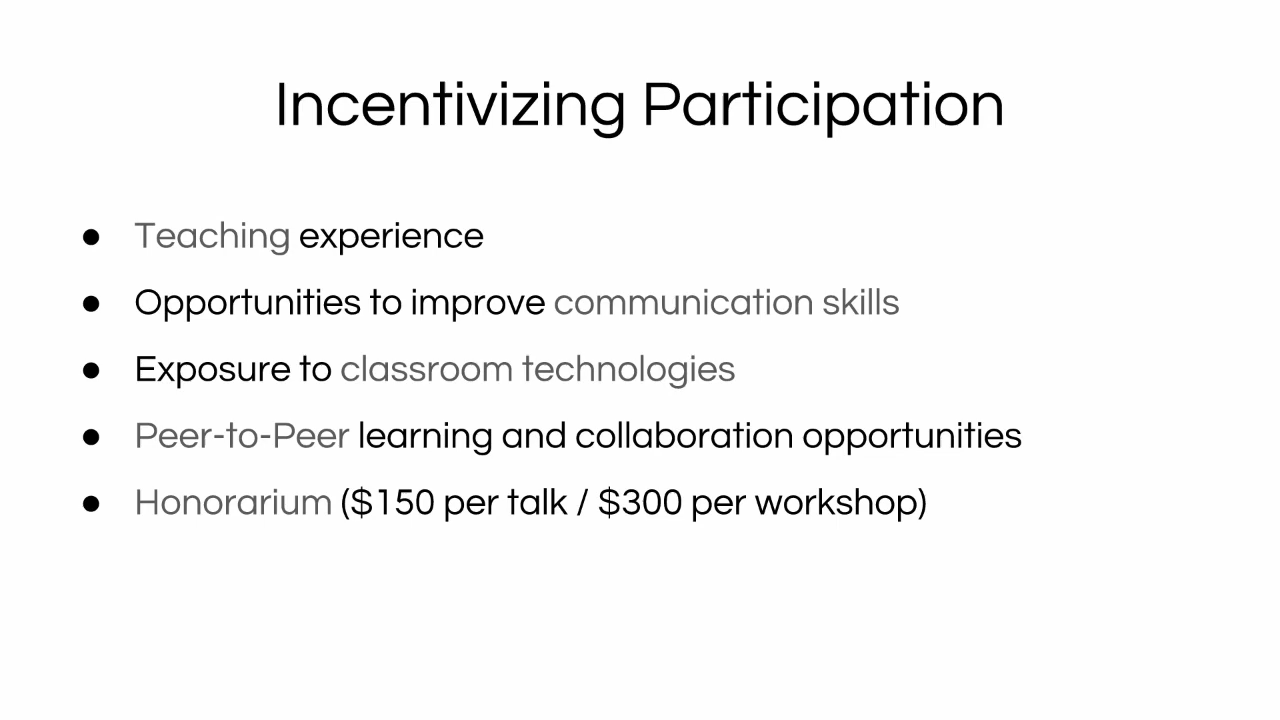 Incentivizing Participation
● Teaching experience
● Opportunities to improve communication skills
● Exposure to classroom technologies
● Peer-to-Peer learning and collaboration opportunities
● Honorarium ($150 per talk / $300 per workshop)